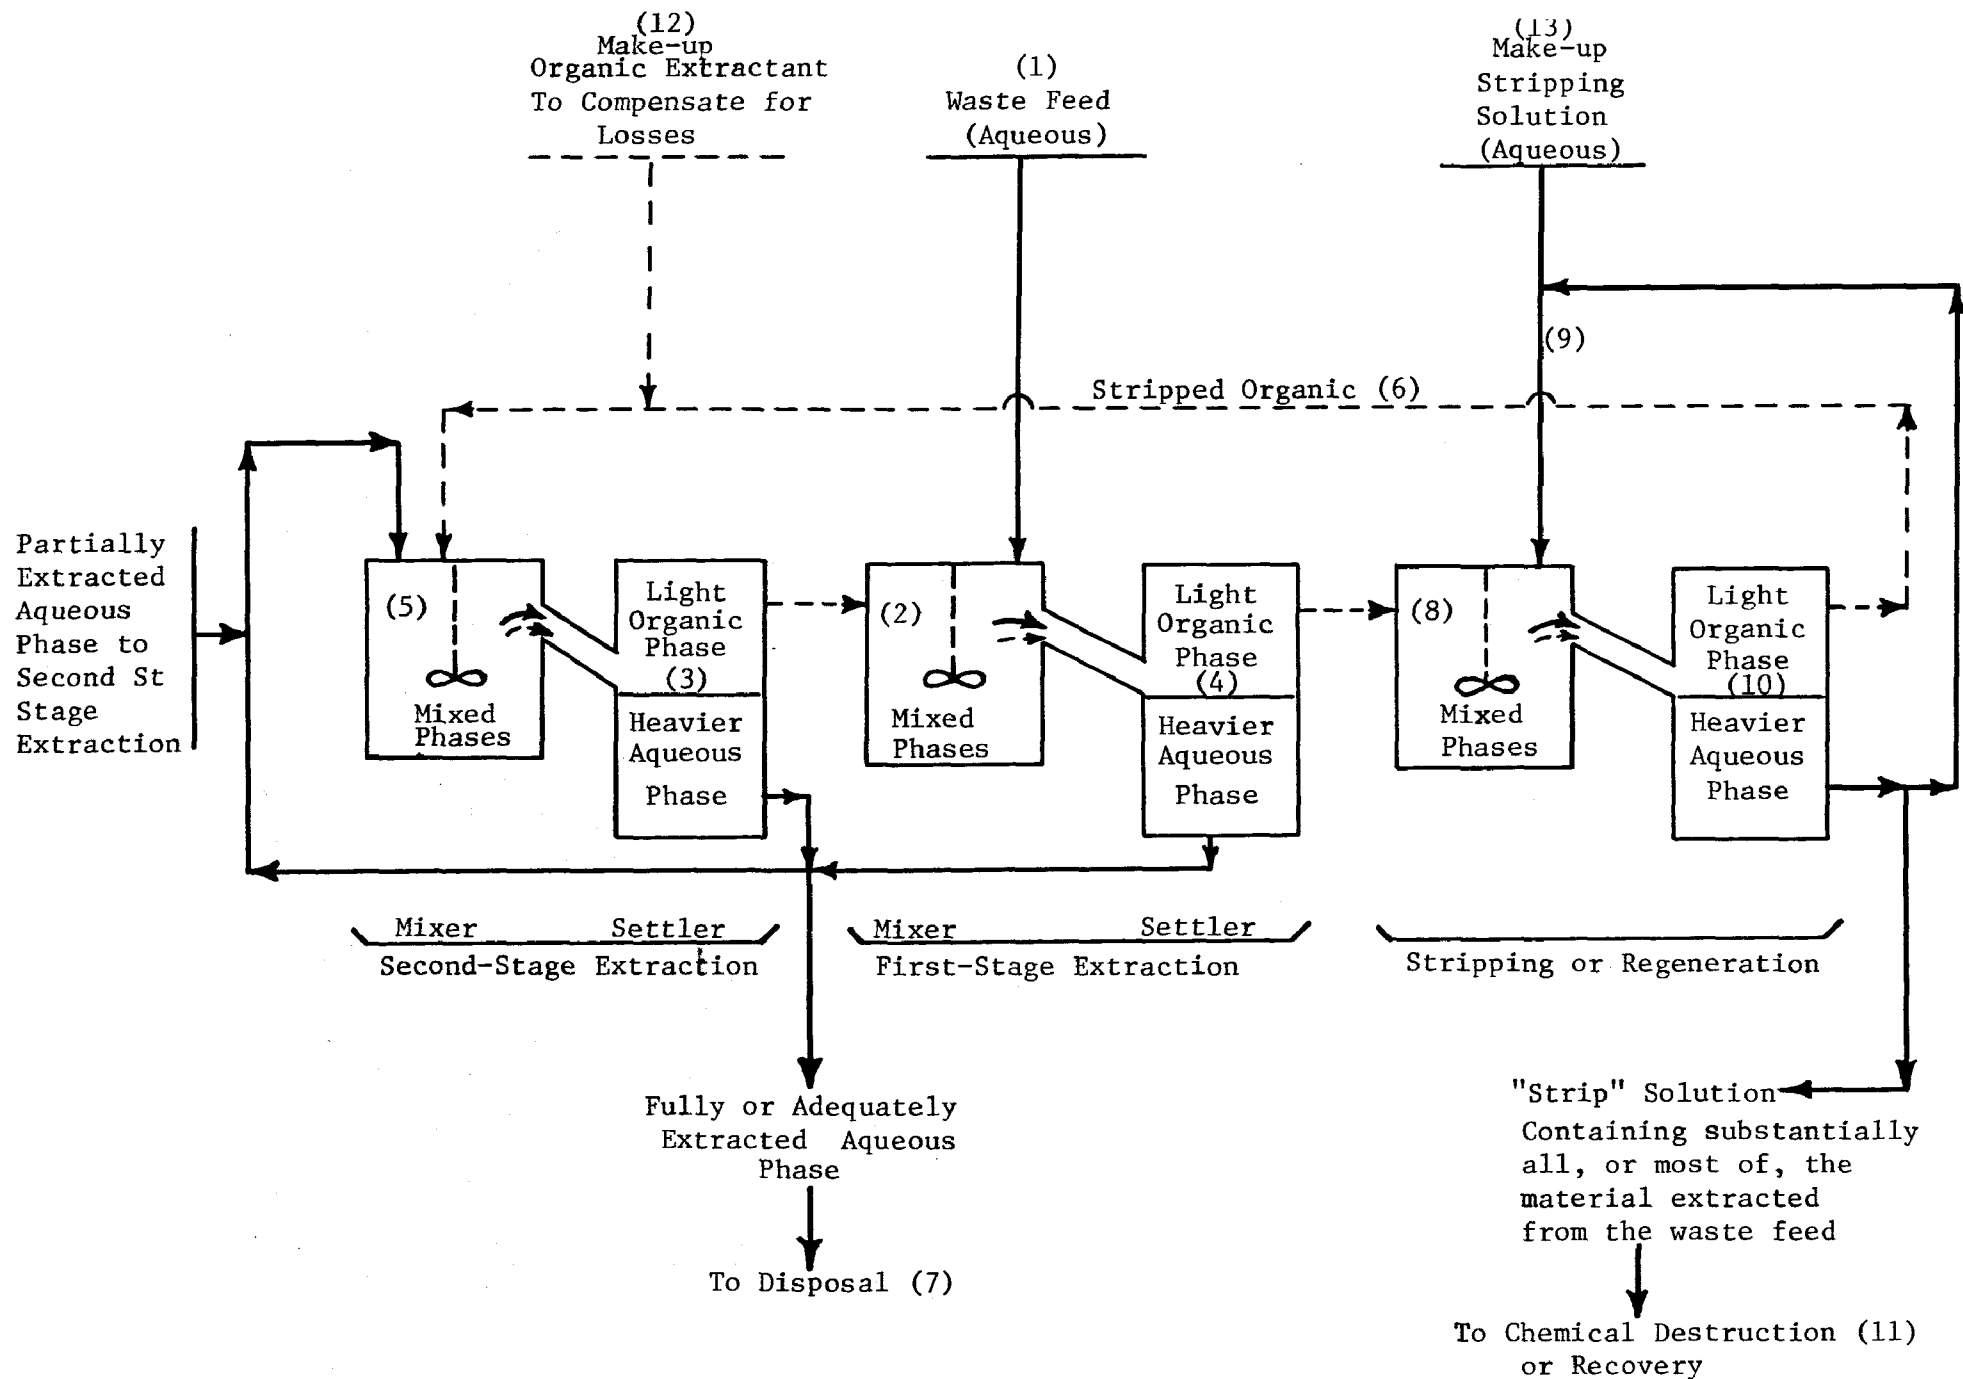 (12)
Make-up
Organic Extractant
To Compensate for
Losses
(1)
Waste Feed
(Aqueous)
(13)
Make-up
Stripping
Solution
(Aqueous)
(9)
Stripped Organic (6)
Partially
Extracted
Aqueous
Phase to
Second St
Stage
Extraction
(5)
Mixed
Phases
Light
Organic
Phase
(3)
Heavier
Aqueous
Phase
(2)
Mixed
Phases
Light
Organic
Phase
(4)
Heavier
Aqueous
Phase
(8)
Mixed
Phases
Light
Organic
Phase
(10)
Heavier
Aqueous
Phase
Mixer Settler
Second-Stage Extraction
Mixer Settler
First-Stage Extraction
Stripping or Regeneration
Fully or Adequately
Extracted Aqueous
Phase
To Disposal (7)
"Strip" Solution
Containing substantially
all, or most of, the
material extracted
from the waste feed
To Chemical Destruction (11)
or Recovery